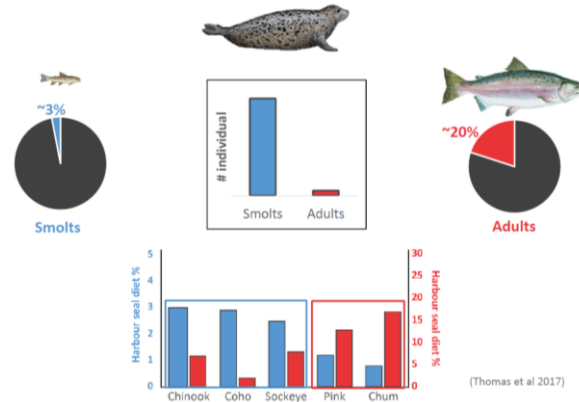 ~3%
Smolts
# individual
Smolts
Adults
~20%
Adults
Harbour seal diet %
5
4
3
2
1
0
30
25
20
15
10
5
0
Harbour seal diet %
Chinook
Coho
Sockeye
Pink
Chum
(Thomas et al 2017)